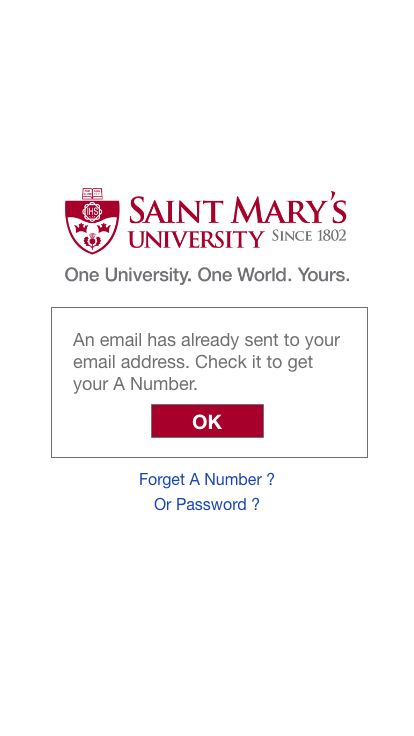 SAINT MARY'S
UNIVERSITY SINCE 1802
One University. One World. Yours.
An email has already sent to your
email address. Check it to get
your A Number.
OK
Forget A Number ?
Or Password ?